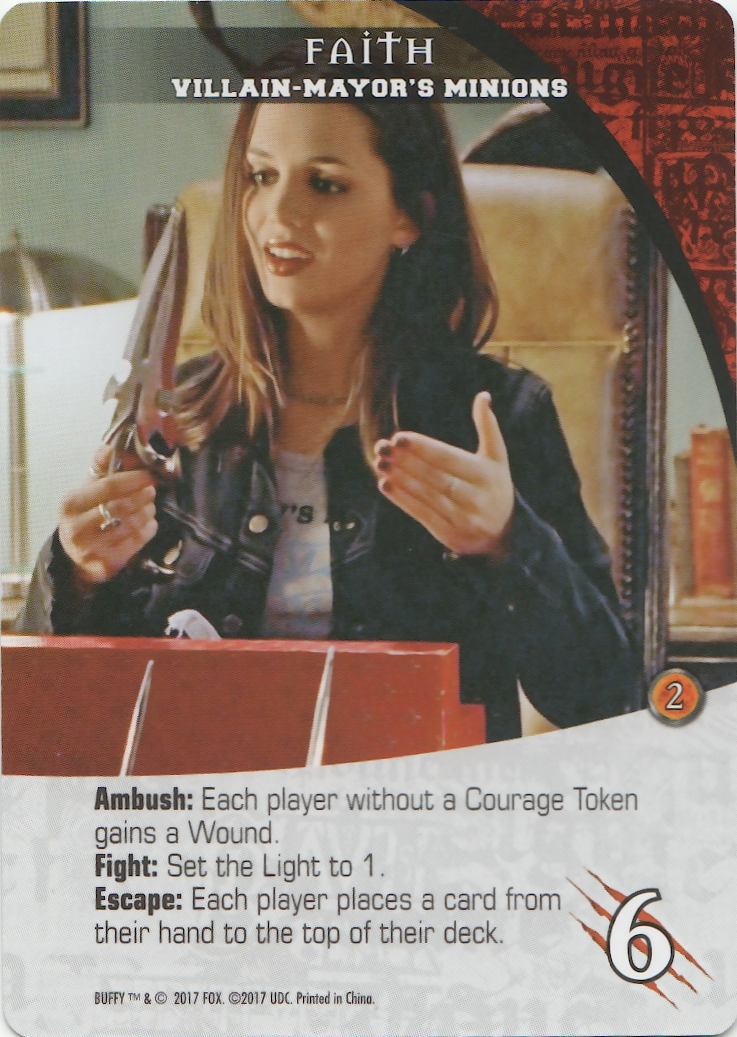 FAITH
VILLAIN-MAYOR'S MINIONS
2
Ambush: Each player without a Courage Token
gains a Wound.
Fight: Set the Light to 1.
Escape: Each player places a card from
their hand to the top of their deck.
6
BUFFY ™ & © 2017 FOX. ©2017 UDC. Printed in China.